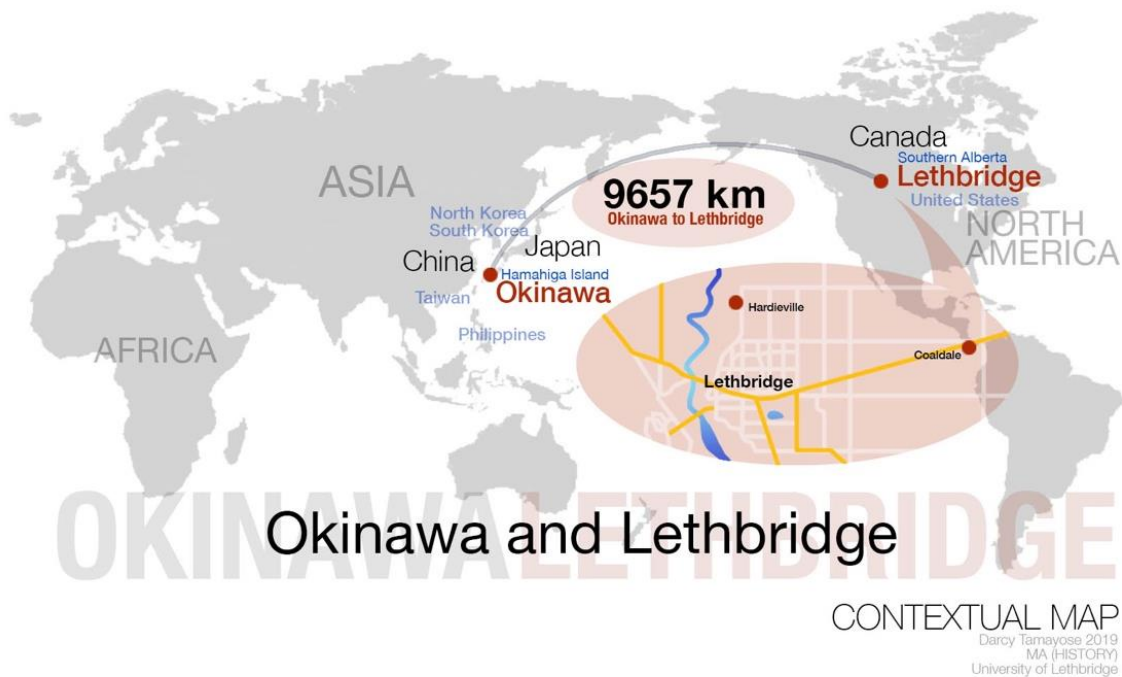 Canada
Southern Alberta
Lethbridge
United States
NORTH
AMERICA
ASIA
9657 km
Okinawa to Lethbridge
North Korea
South Korea
Japan
China
Hamahiga Island
Okinawa
Taiwan
Philippines
AFRICA
Hardieville
Coaldale
Lethbridge
OKINAWALETHBRIDGE
Okinawa and Lethbridge
CONTEXTUAL MAP
Darcy Tamayose 2019
MA (HISTORY)
University of Lethbridge